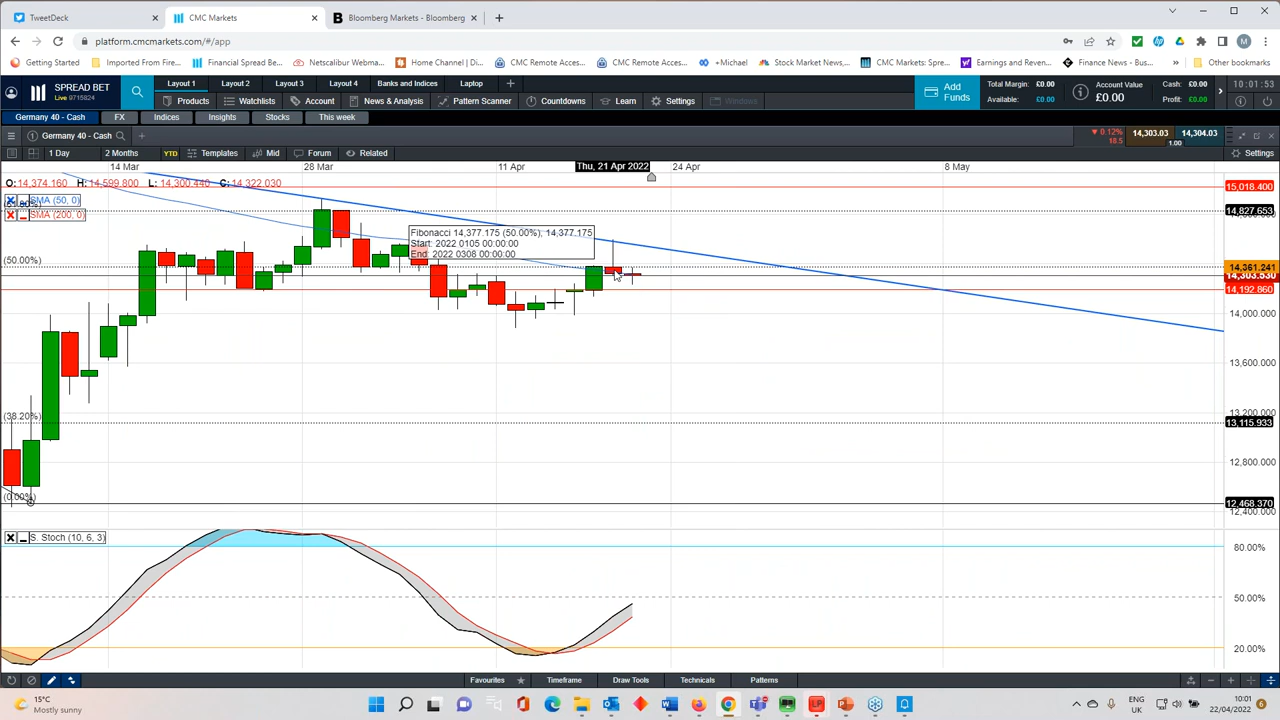 TweetDeck
CMC Markets
Bloomberg Markets - Bloomberg
platform.cmcmarkets.com/#/app
Getting Started
Imported From Fire...
Financial Spread Be...
Netscalibur Webmai...
Home Channel | Di...
CMC Remote Acces...
CMC Remote Acces...
+Michael
Stock Market News,...
CMC Markets: Spre...
Earnings and Reven...
Finance News - Bus...
Other bookmarks
SPREAD BET
Live 9715824
Layout 1
Layout 2
Layout 3
Layout 4
Banks and Indices
Laptop
Products
Watchlists
Account
News & Analysis
Pattern Scanner
Countdowns
Learn
Settings
Windows
Add Funds
Total Margin: £0.00
Available: £0.00
Account Value
£0.00
Cash: £0.00
Profit: £0.00
10:01:53
Germany 40 - Cash
FX
Indices
Insights
Stocks
This week
Germany 40 - Cash
0.12%
18.5
14,303.03
1.00
14,304.03
1 Day
2 Months
YTD
Templates
Mid
Forum
Related
Settings
14 Mar
28 Mar
11 Apr
Thu, 21 Apr 2022
24 Apr
8 May
O: 14,374.160 H: 14,599.800 L: 14,300.440 C: 14,322.030
SMA (50, 0)
SMA (200, 0)
Fibonacci 14,377.175 (50.00%), 14,377.175
Start: 2022 0105 00:00:00
End: 2022 0308 00:00:00
(50.00%)
(38.20%)
(0.00%)
15,018.400
14,827.653
14,361.241
14,303.530
14,192.860
14,000.000
13,600.000
13,200.000
13,115.933
12,800.000
12,468.370
12,400.000
S. Stoch (10, 6, 3)
80.00%
50.00%
20.00%
Favourites
Timeframe
Draw Tools
Technicals
Patterns
15°C
Mostly sunny
ENG
UK
10:01
22/04/2022